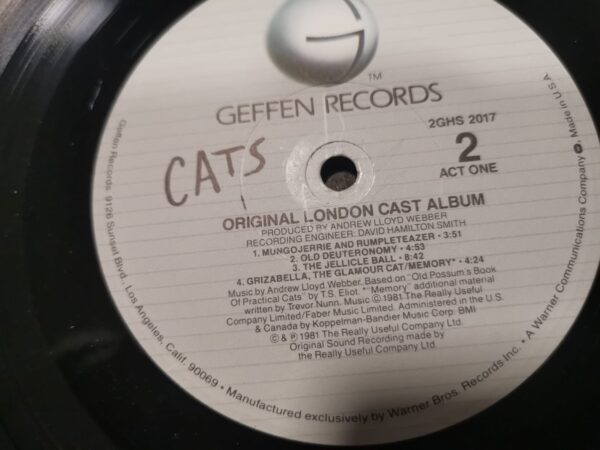 G
TM
GEFFEN RECORDS
2GHS 2017
2
ACT ONE
CATS
ORIGINAL LONDON CAST ALBUM
PRODUCED BY ANDREW LLOYD WEBBER
RECORDING ENGINEER: DAVID HAMILTON SMITH
1. MUNGOJERRIE AND RUMPLETEAZER • 3:51
2. OLD DEUTERONOMY • 4:53
3. THE JELLICLE BALL • 8:42
4. GRIZABELLA, THE GLAMOUR CAT/MEMORY* • 4:24
Music by Andrew Lloyd Webber. Based on "Old Possum's Book
Of Practical Cats" by T.S. Eliot. *"Memory" additional material
written by Trevor Nunn. Music © 1981 The Really Useful
Company Limited/Faber Music Limited. Administered in the U.S.
& Canada by Koppelman-Bandier Music Corp. BMI
© & ℗ 1981 The Really Useful Company Ltd.
Original Sound Recording made by
the Really Useful Company Ltd.
Geffen Records, 9126 Sunset Blvd., Los Angeles, Calif. 90069 • Manufactured exclusively by Warner Bros. Records Inc. • A Warner Communications Company • Made in U.S.A.